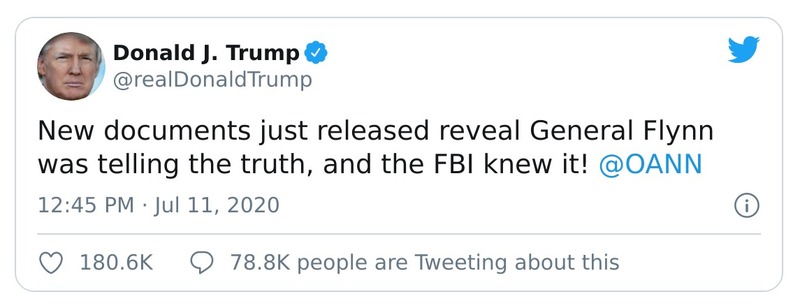 Donald J. Trump
@realDonaldTrump
New documents just released reveal General Flynn
was telling the truth, and the FBI knew it! @OANN
12:45 PM · Jul 11, 2020
180.6K 78.8K people are Tweeting about this